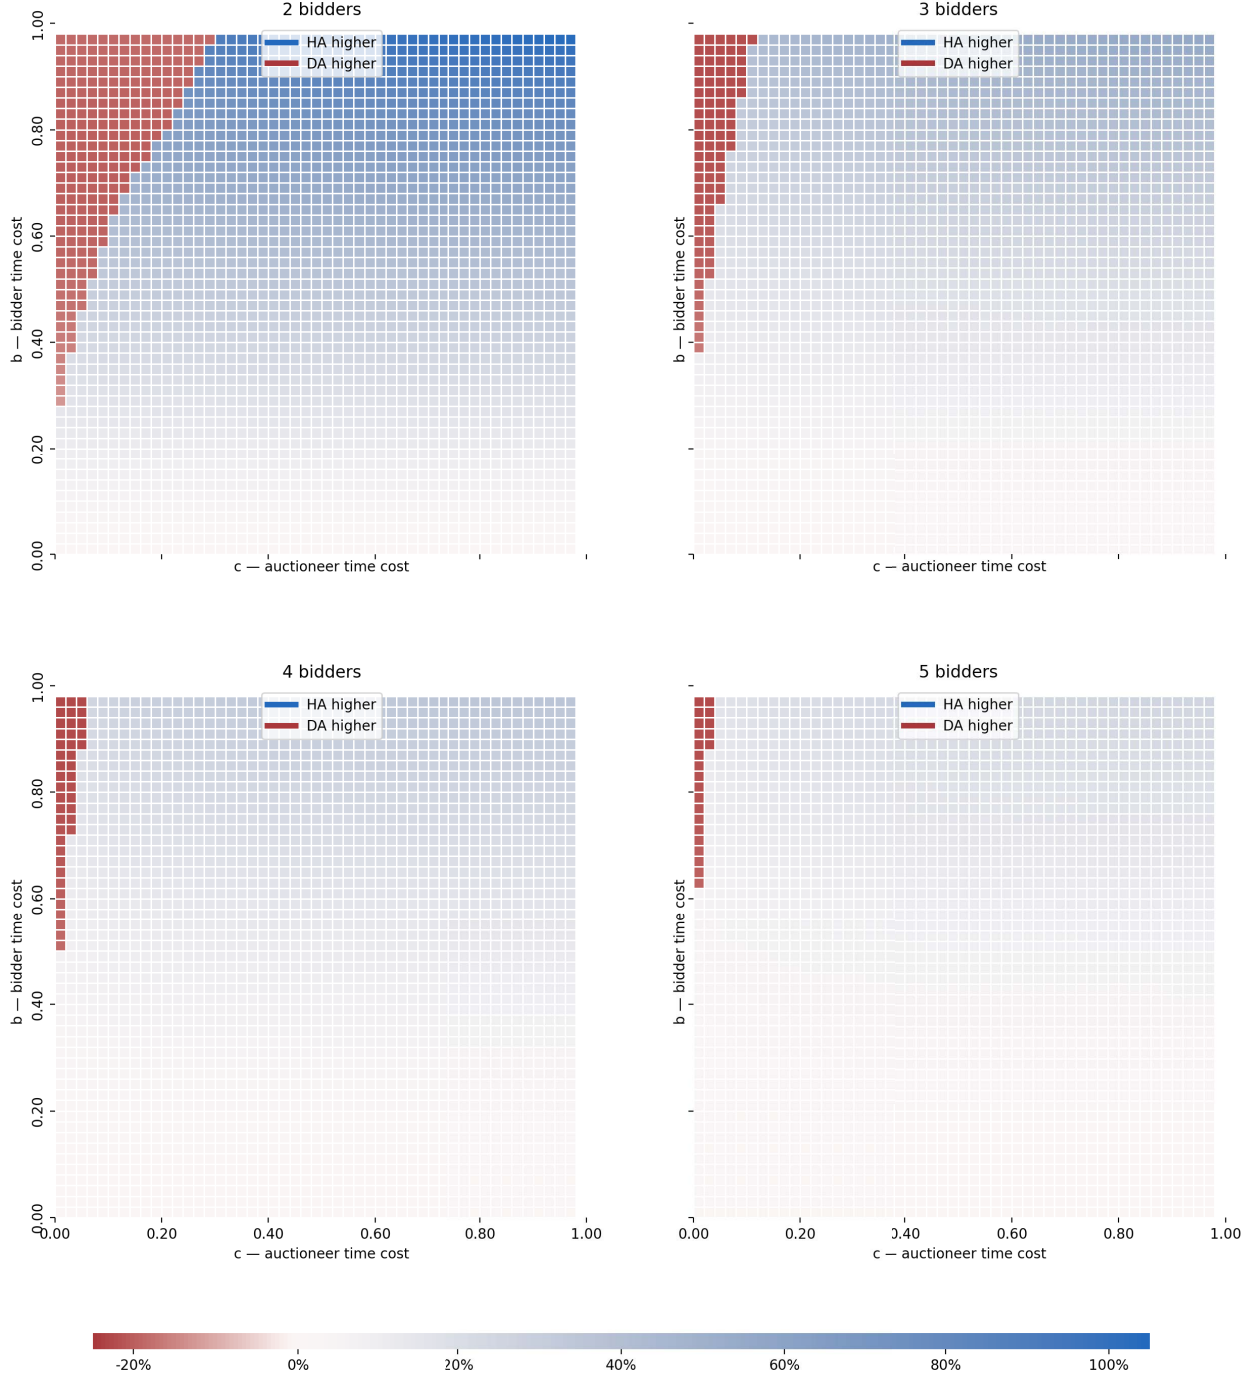 2 bidders
3 bidders
HA higher
DA higher
HA higher
DA higher
1.00
0.80
0.60
0.40
0.20
0.00
b — bidder time cost
b — bidder time cost
c — auctioneer time cost
c — auctioneer time cost
4 bidders
5 bidders
HA higher
DA higher
HA higher
DA higher
1.00
0.80
0.60
0.40
0.20
0.00
b — bidder time cost
b — bidder time cost
0.00 0.20 0.40 0.60 0.80 1.00
0.00 0.20 0.40 0.60 0.80 1.00
c — auctioneer time cost
c — auctioneer time cost
-20% 0% 20% 40% 60% 80% 100%